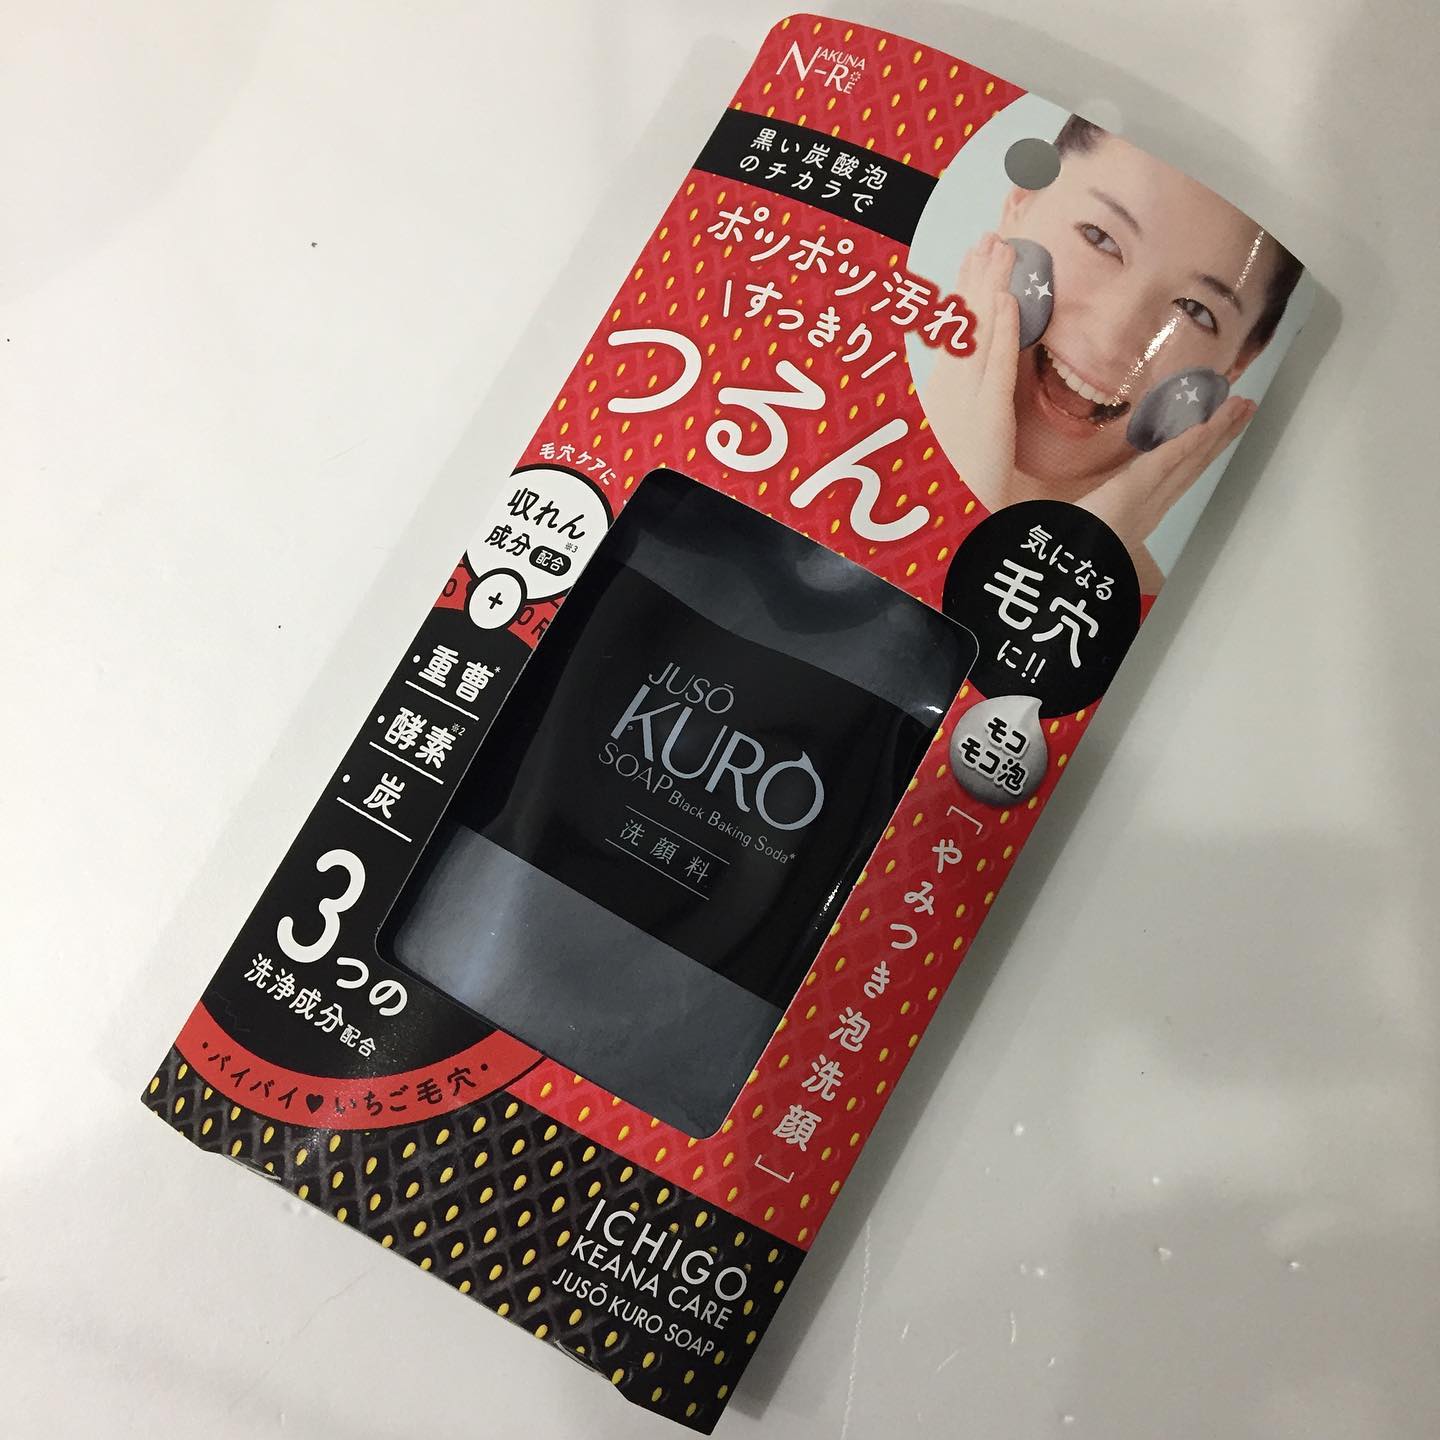 NAKUNA-RE
黒い炭酸泡
のチカラで
ポツポツ汚れ
\すっきり/
つるん
毛穴ケアに
収れん
成分※3 配合
+
・重曹*
・酵素※2
・炭
3つの
洗浄成分配合
・バイバイ♥いちご毛穴・
気になる
毛穴
に!!
モコ
モコ泡
「やみつき泡洗顔」
JUSŌ
KURO
SOAP Black Baking Soda*
洗顔料
ICHIGO
KEANA CARE
JUSŌ KURO SOAP